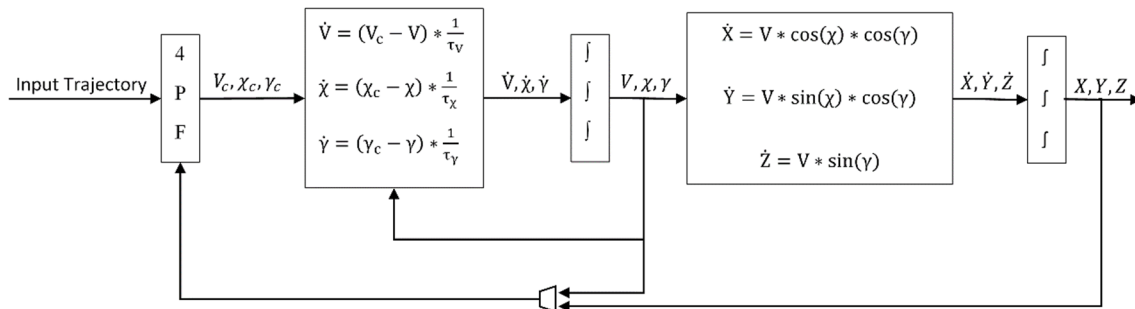 Input Trajectory
4
P
F
V_c, χ_c, γ_c
V̇ = (V_c − V) * 1/τ_V
χ̇ = (χ_c − χ) * 1/τ_χ
γ̇ = (γ_c − γ) * 1/τ_γ
V̇, χ̇, γ̇
∫
∫
∫
V, χ, γ
Ẋ = V * cos(χ) * cos(γ)
Ẏ = V * sin(χ) * cos(γ)
Ż = V * sin(γ)
Ẋ, Ẏ, Ż
∫
∫
∫
X, Y, Z